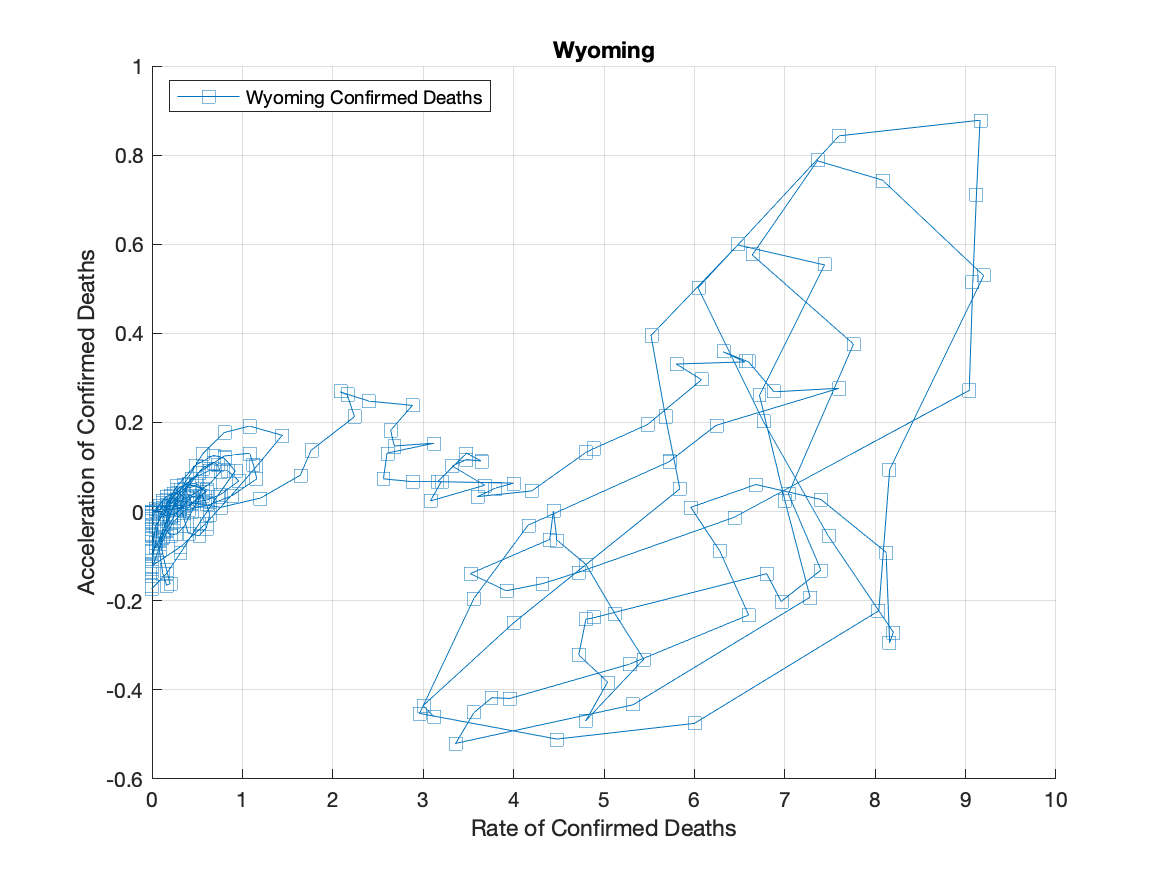 Wyoming
Wyoming Confirmed Deaths
1
0.8
0.6
0.4
0.2
0
-0.2
-0.4
-0.6
Acceleration of Confirmed Deaths
0 1 2 3 4 5 6 7 8 9 10
Rate of Confirmed Deaths